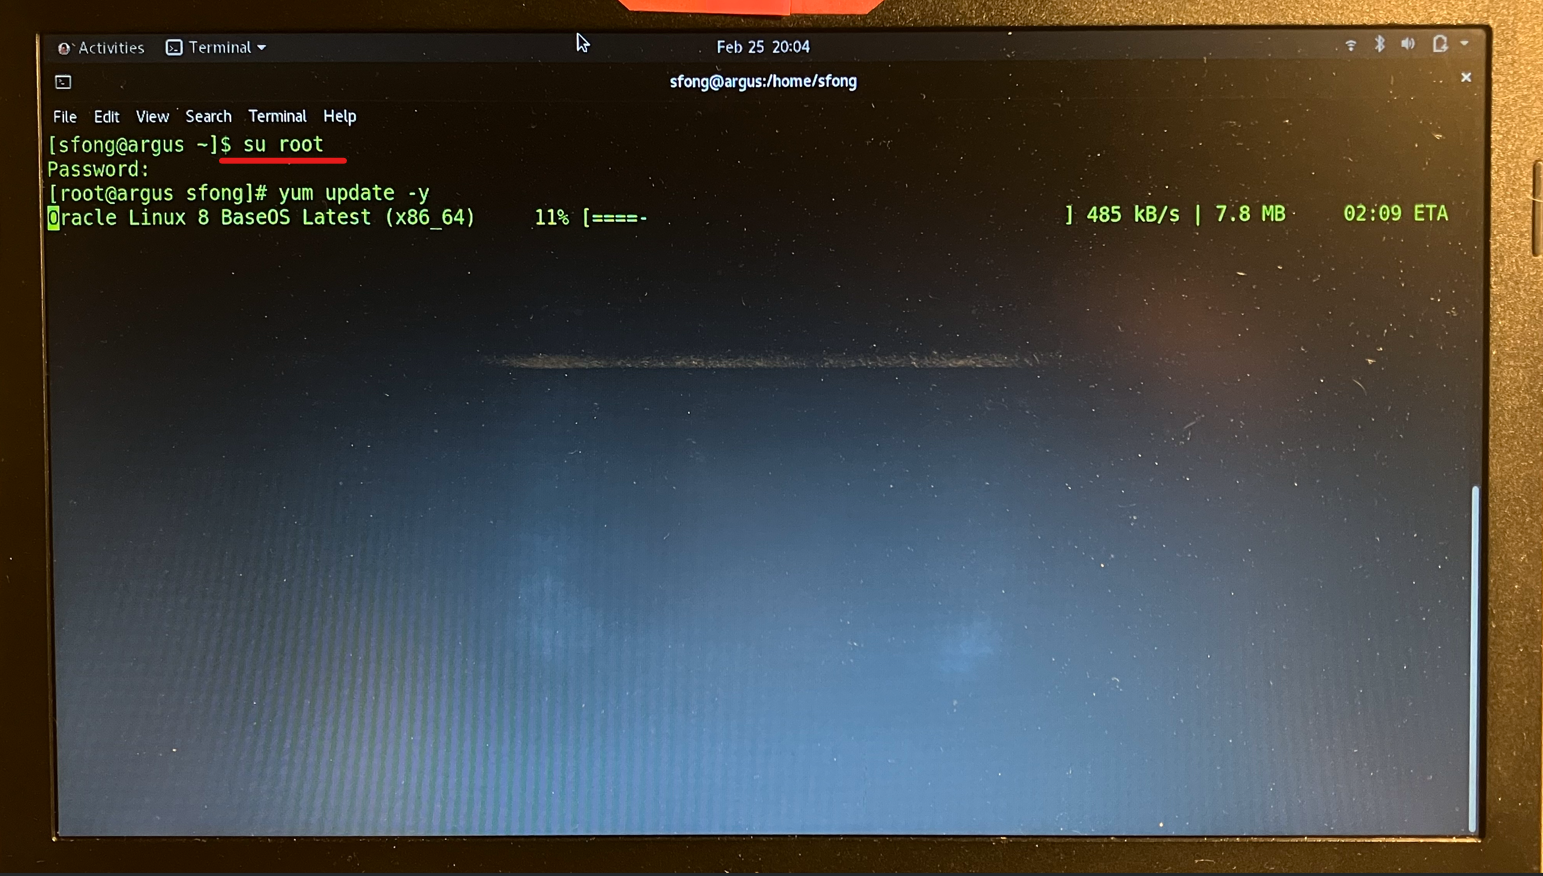 Activities Terminal Feb 25 20:04
sfong@argus:/home/sfong
File Edit View Search Terminal Help
[sfong@argus ~]$ su root
Password:
[root@argus sfong]# yum update -y
Oracle Linux 8 BaseOS Latest (x86_64) 11% [====- ] 485 kB/s | 7.8 MB 02:09 ETA